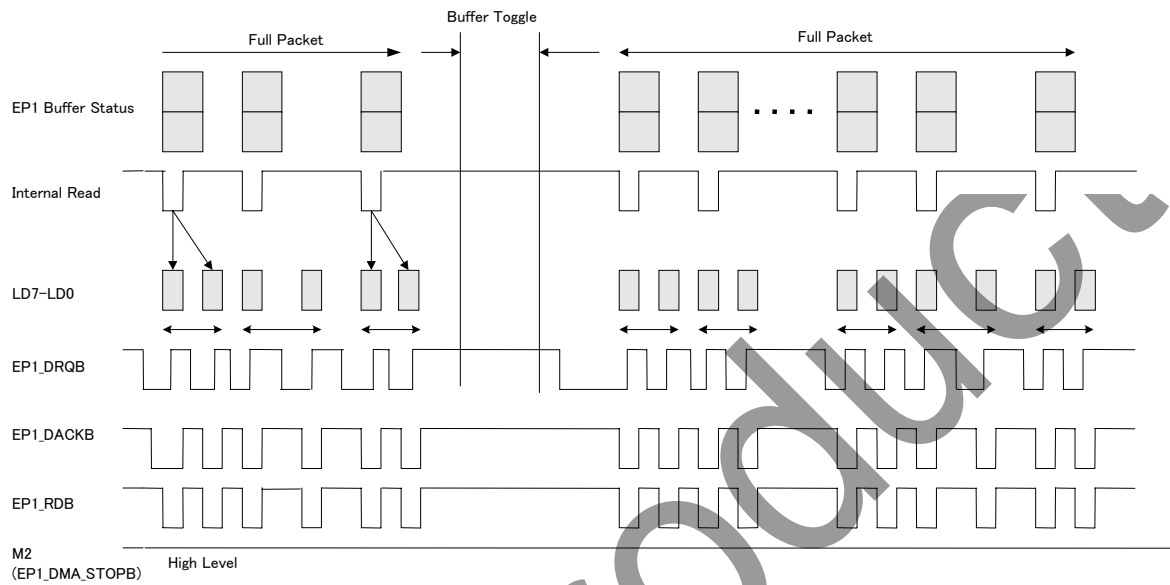 Buffer Toggle
Full Packet
Full Packet
EP1 Buffer Status
Internal Read
LD7-LD0
EP1_DRQB
EP1_DACKB
EP1_RDB
M2
(EP1_DMA_STOPB)
High Level
oduct